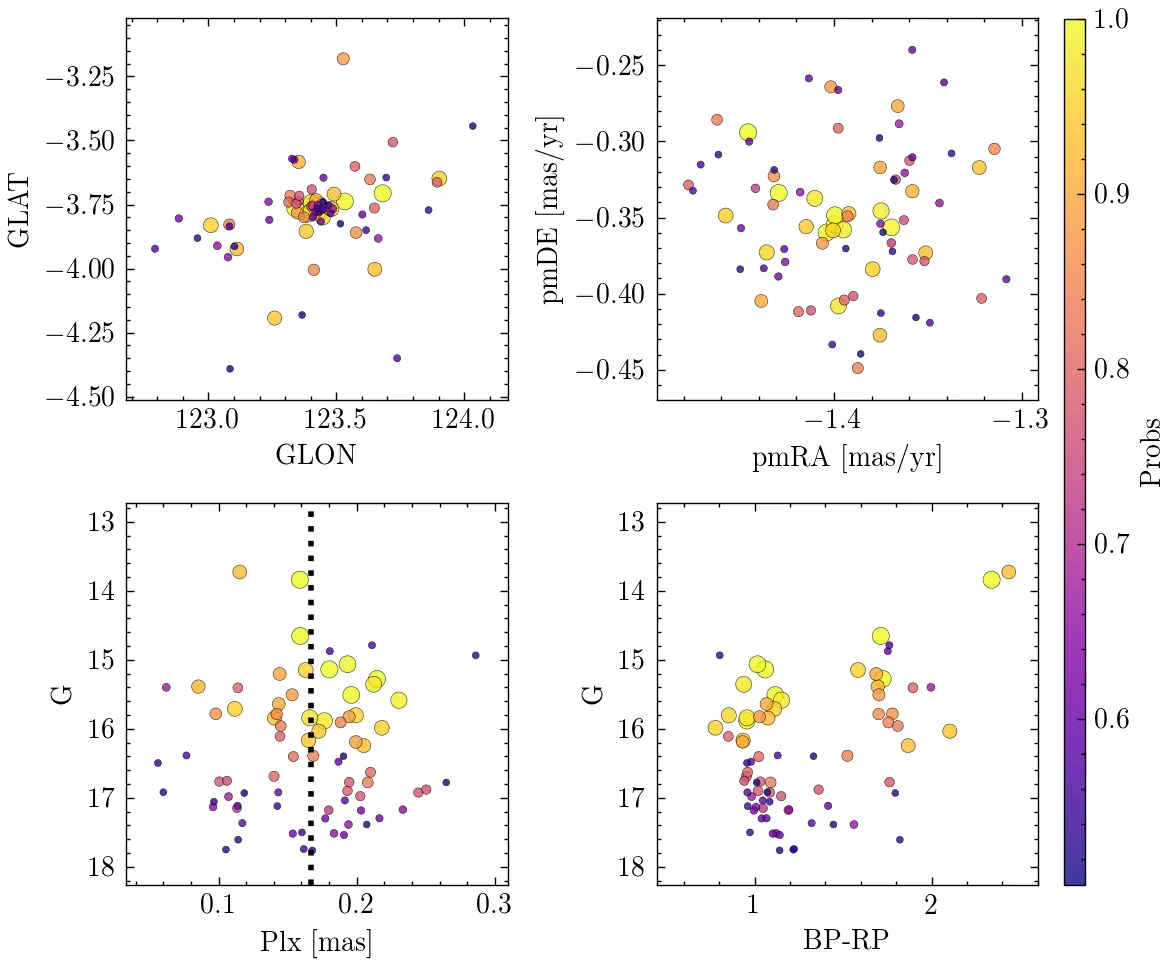 −3.25
−3.50
−3.75
−4.00
−4.25
−4.50
GLAT
123.0 123.5 124.0
GLON
−0.25
−0.30
−0.35
−0.40
−0.45
pmDE [mas/yr]
−1.4 −1.3
pmRA [mas/yr]
1.0
0.9
0.8
0.7
0.6
Probs
13
14
15
16
17
18
G
0.1 0.2 0.3
Plx [mas]
13
14
15
16
17
18
G
1 2
BP-RP